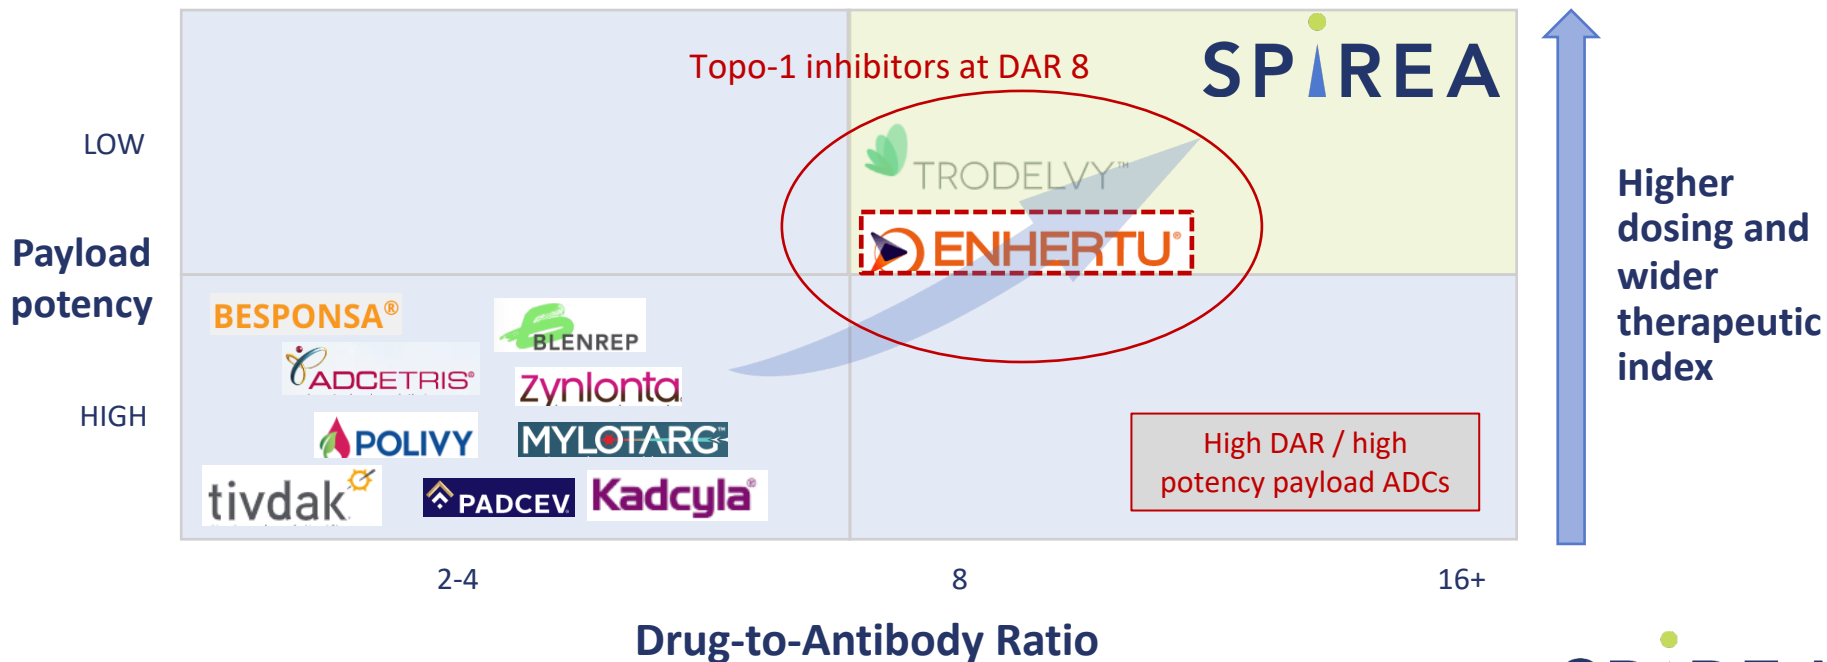 Topo-1 inhibitors at DAR 8
SPIREA
LOW
TRODELVY™
ENHERTU®
Payload
potency
Higher
dosing and
wider
therapeutic
index
BESPONSA®
BLENREP
ADCETRIS®
Zynlonta
HIGH
POLIVY
MYLOTARG™
High DAR / high
potency payload ADCs
tivdak
PADCEV
Kadcyla®
2-4
8
16+
Drug-to-Antibody Ratio